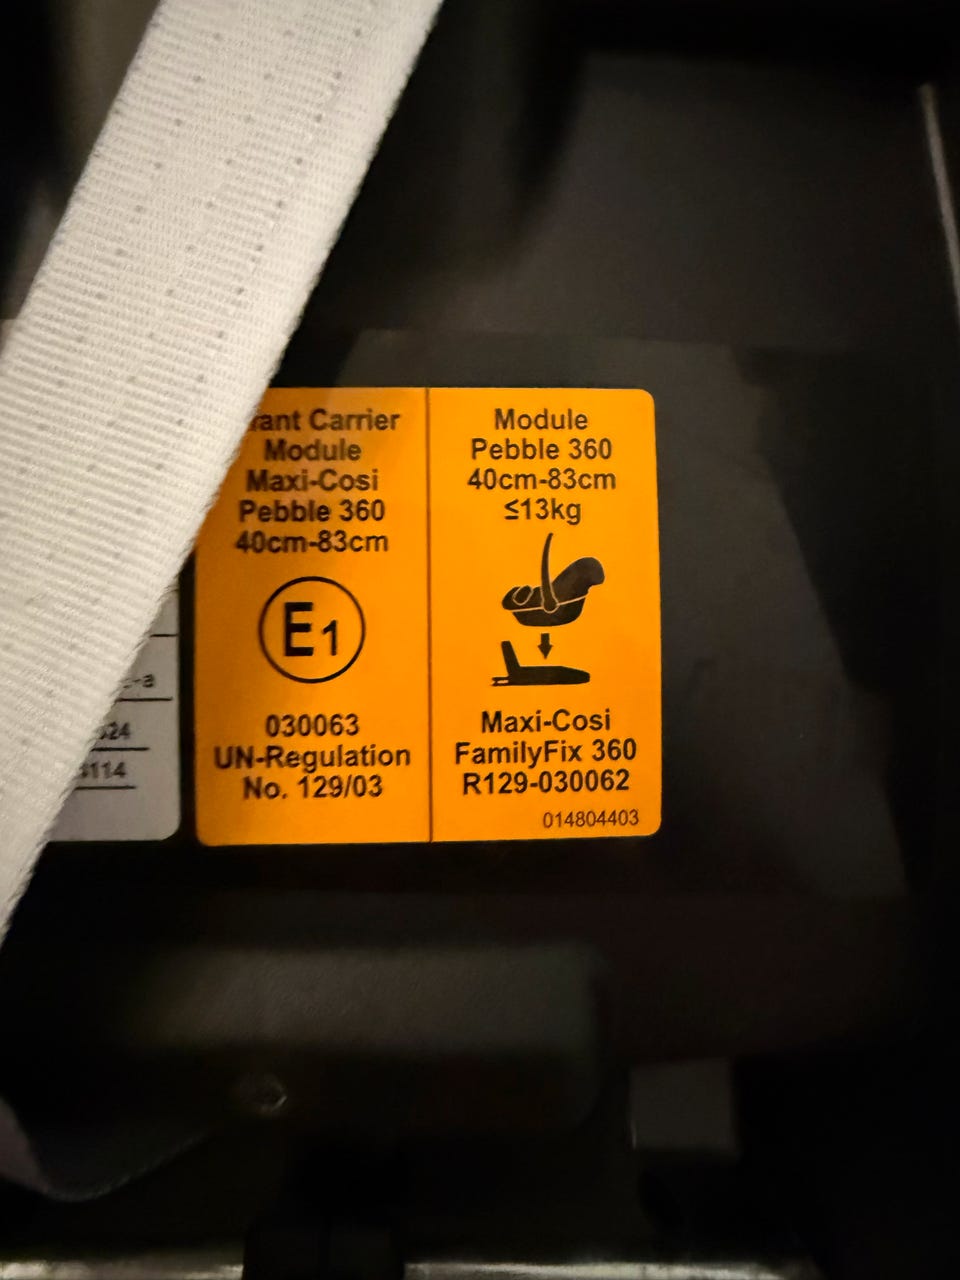 Carrier
Module
Maxi-Cosi
Pebble 360
40cm-83cm
E1
030063
UN-Regulation
No. 129/03
Module
Pebble 360
40cm-83cm
≤13kg
Maxi-Cosi
FamilyFix 360
R129-030062
014804403